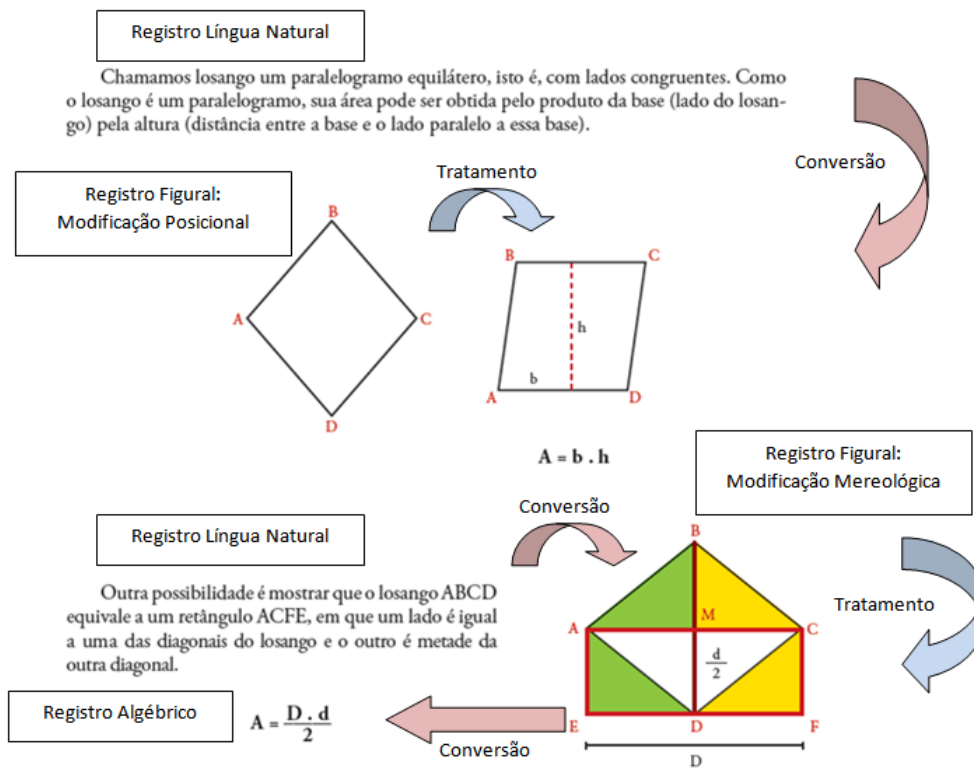 Registro Língua Natural
Chamamos losango um paralelogramo equilátero, isto é, com lados congruentes. Como
o losango é um paralelogramo, sua área pode ser obtida pelo produto da base (lado do losan-
go) pela altura (distância entre a base e o lado paralelo a essa base).
Conversão
Registro Figural:
Modificação Posicional
Tratamento
B
A
C
D
B
C
h
b
A
D
A = b . h
Registro Figural:
Modificação Mereológica
Conversão
Registro Língua Natural
Outra possibilidade é mostrar que o losango ABCD
equivale a um retângulo ACFE, em que um lado é igual
a uma das diagonais do losango e o outro é metade da
outra diagonal.
B
A
M
C
d
2
E
D
F
D
Tratamento
Registro Algébrico
A = D . d
2
Conversão